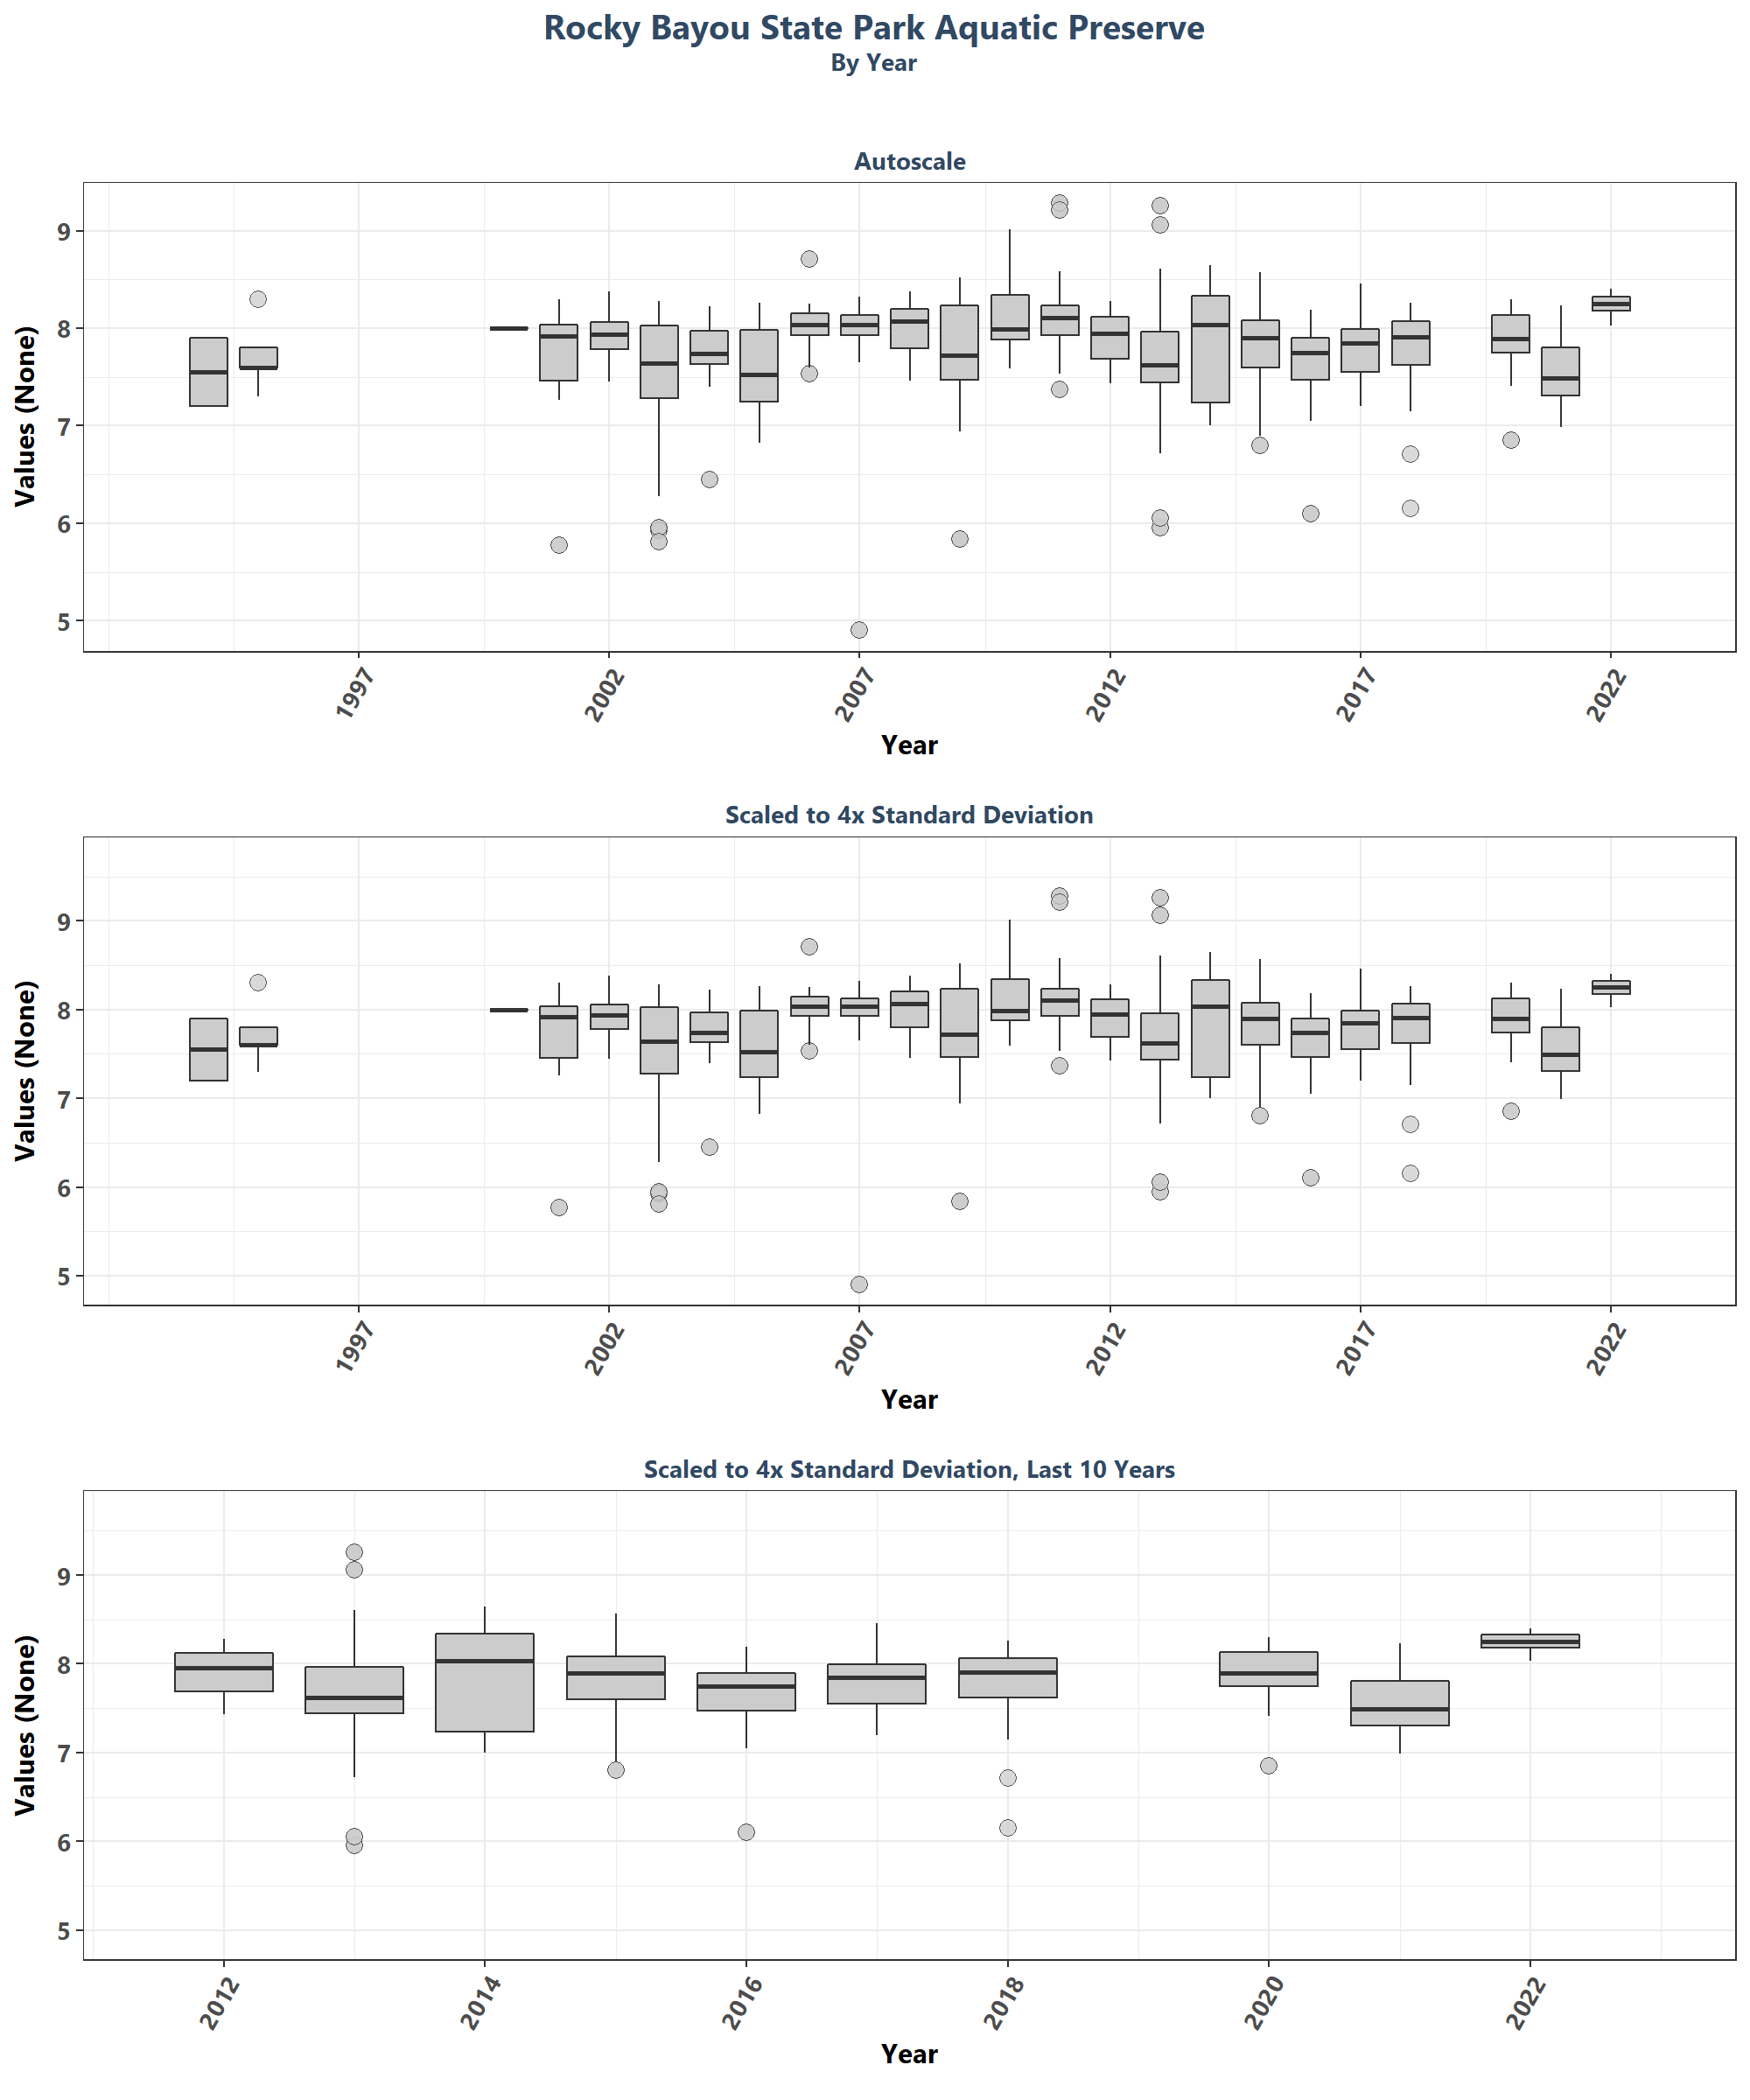 Rocky Bayou State Park Aquatic Preserve
By Year
Autoscale
Values (None)
9
8
7
6
5
1997 2002 2007 2012 2017 2022
Year
Scaled to 4x Standard Deviation
Values (None)
9
8
7
6
5
1997 2002 2007 2012 2017 2022
Year
Scaled to 4x Standard Deviation, Last 10 Years
Values (None)
9
8
7
6
5
2012 2014 2016 2018 2020 2022
Year